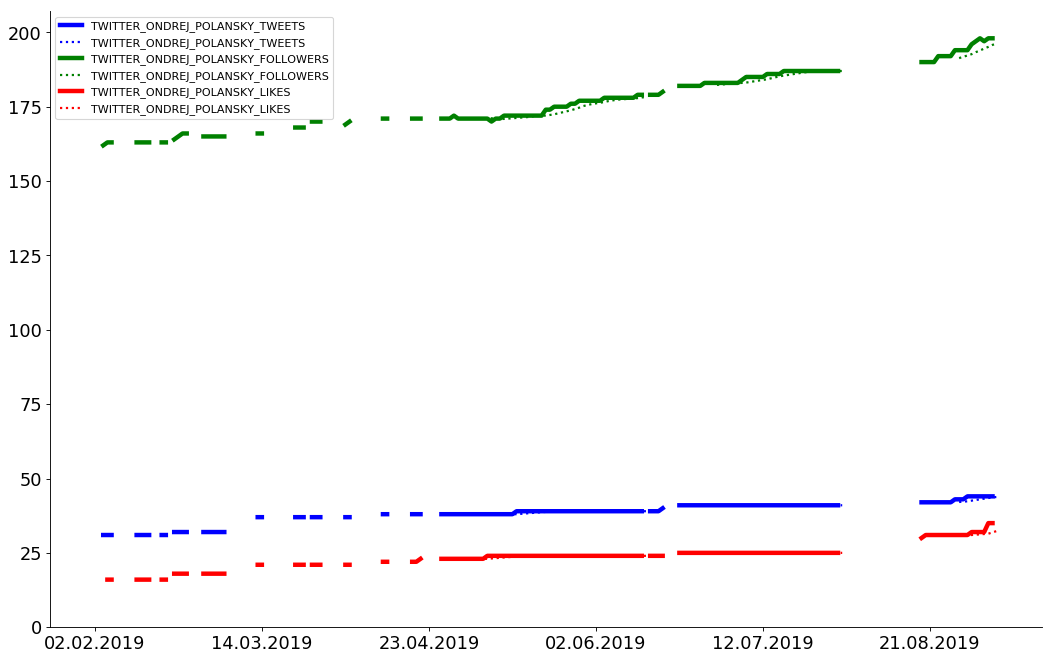 200
175
150
125
100
75
50
25
0
TWITTER_ONDREJ_POLANSKY_TWEETS
TWITTER_ONDREJ_POLANSKY_TWEETS
TWITTER_ONDREJ_POLANSKY_FOLLOWERS
TWITTER_ONDREJ_POLANSKY_FOLLOWERS
TWITTER_ONDREJ_POLANSKY_LIKES
TWITTER_ONDREJ_POLANSKY_LIKES
02.02.2019 14.03.2019 23.04.2019 02.06.2019 12.07.2019 21.08.2019